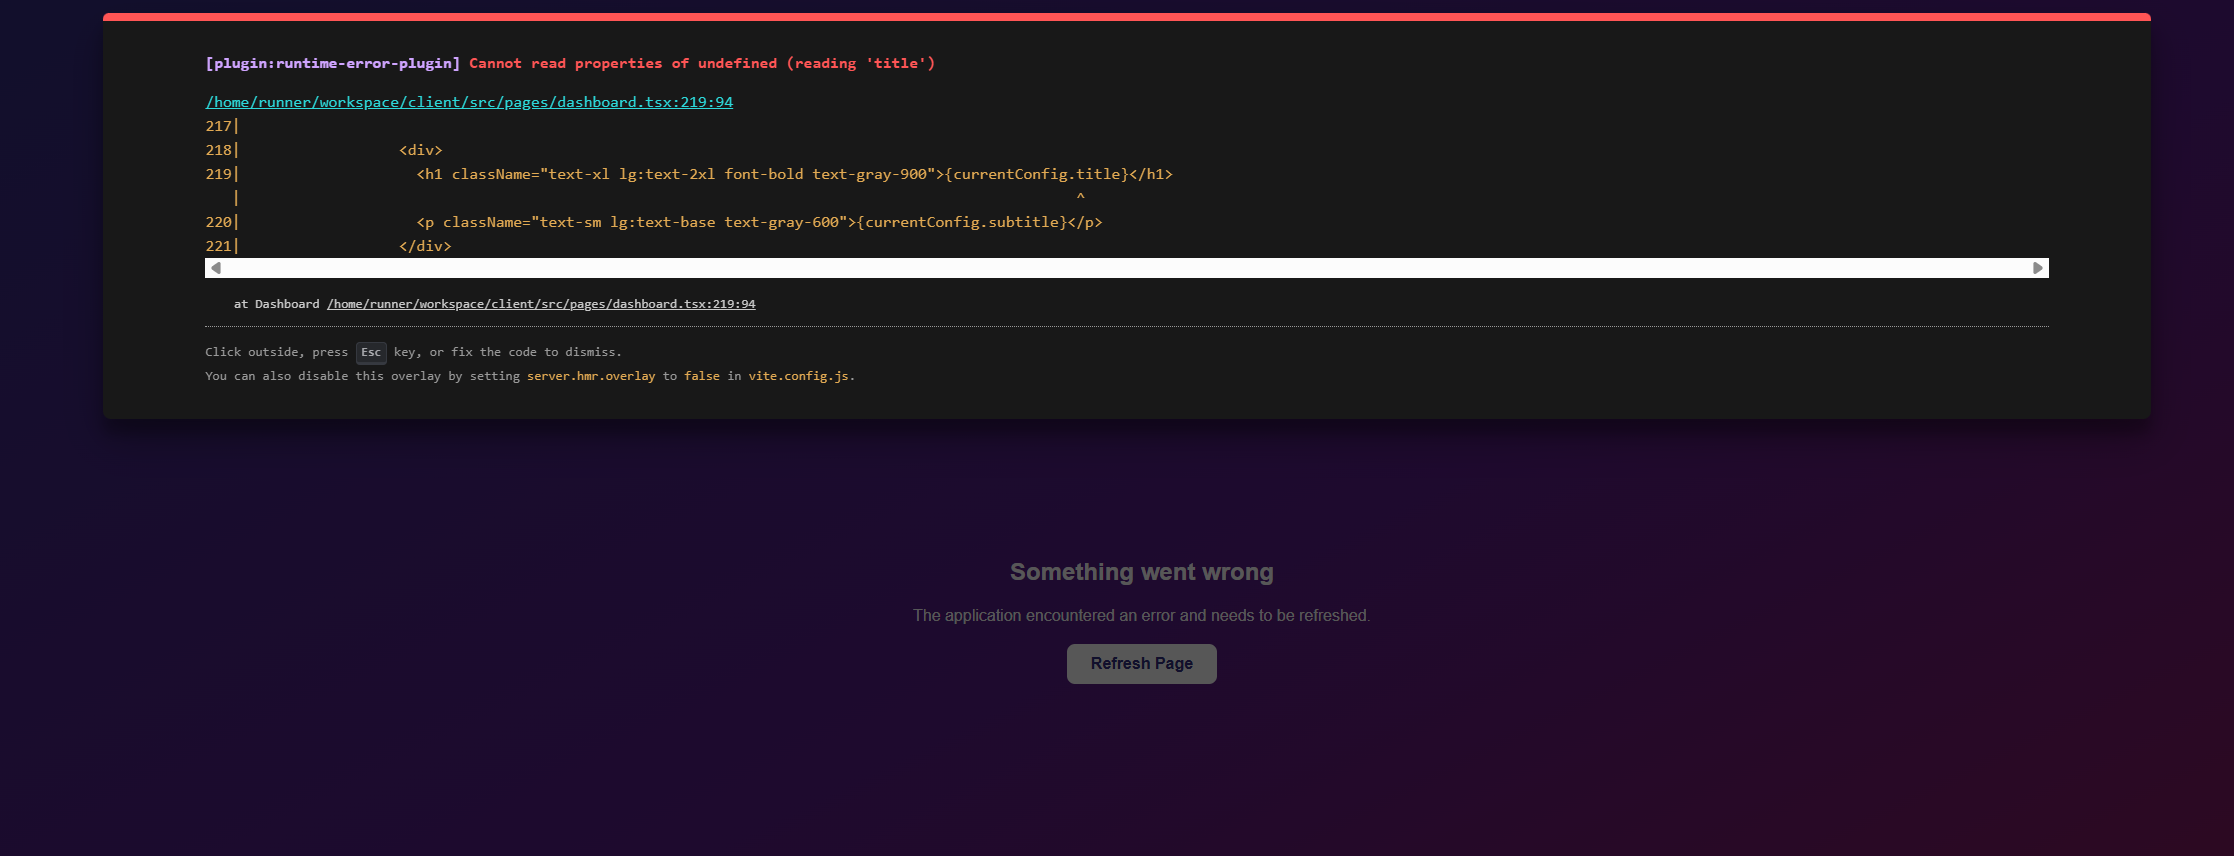 [plugin:runtime-error-plugin] Cannot read properties of undefined (reading 'title')
/home/runner/workspace/client/src/pages/dashboard.tsx:219:94
217|
218|                  <div>
219|                    <h1 className="text-xl lg:text-2xl font-bold text-gray-900">{currentConfig.title}</h1>
   |                                                                                               ^
220|                    <p className="text-sm lg:text-base text-gray-600">{currentConfig.subtitle}</p>
221|                  </div>
at Dashboard /home/runner/workspace/client/src/pages/dashboard.tsx:219:94
Click outside, press Esc key, or fix the code to dismiss.
You can also disable this overlay by setting server.hmr.overlay to false in vite.config.js.
Something went wrong
The application encountered an error and needs to be refreshed.
Refresh Page